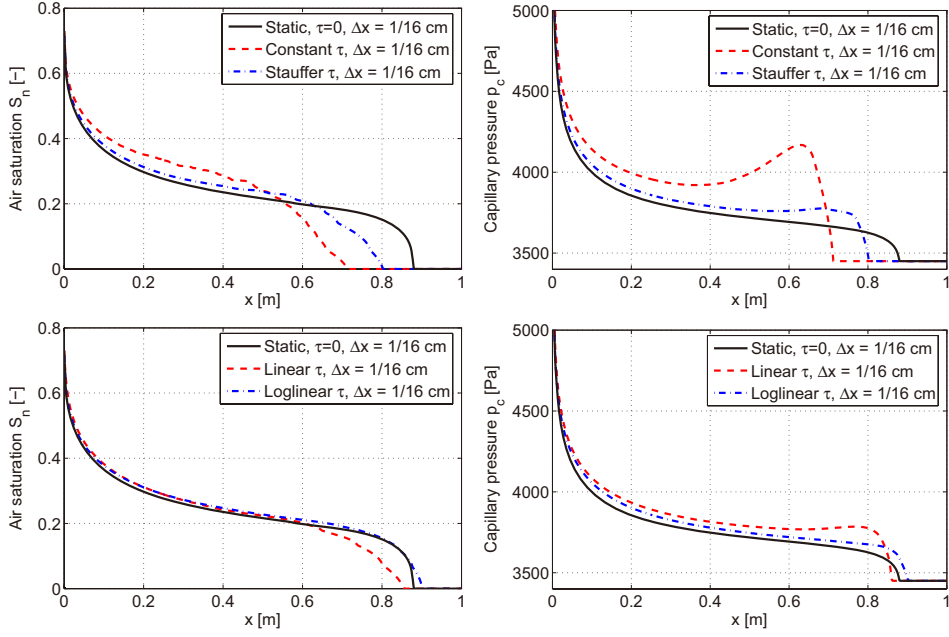 0.8
0.6
0.4
0.2
0
Air saturation Sₙ [–]
Static, τ=0, Δx = 1/16 cm
Constant τ, Δx = 1/16 cm
Stauffer τ, Δx = 1/16 cm
0 0.2 0.4 0.6 0.8 1
x [m]
5000
4500
4000
3500
Capillary pressure p_c [Pa]
Static, τ=0, Δx = 1/16 cm
Constant τ, Δx = 1/16 cm
Stauffer τ, Δx = 1/16 cm
0 0.2 0.4 0.6 0.8 1
x [m]
0.8
0.6
0.4
0.2
0
Air saturation Sₙ [–]
Static, τ=0, Δx = 1/16 cm
Linear τ, Δx = 1/16 cm
Loglinear τ, Δx = 1/16 cm
0 0.2 0.4 0.6 0.8 1
x [m]
5000
4500
4000
3500
Capillary pressure p_c [Pa]
Static, τ=0, Δx = 1/16 cm
Linear τ, Δx = 1/16 cm
Loglinear τ, Δx = 1/16 cm
0 0.2 0.4 0.6 0.8 1
x [m]